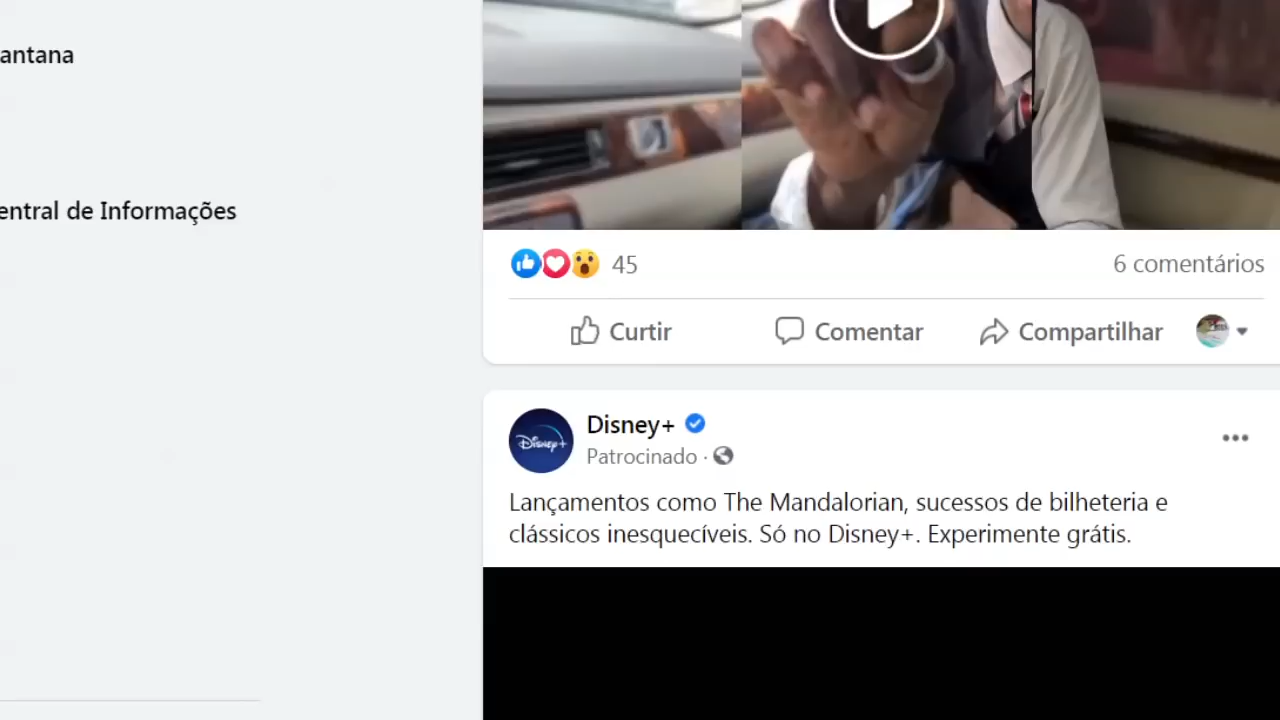 antana
entral de Informações
45
6 comentários
Curtir
Comentar
Compartilhar
Disney+
Disney+
Patrocinado ·
Lançamentos como The Mandalorian, sucessos de bilheteria e
clássicos inesquecíveis. Só no Disney+. Experimente grátis.